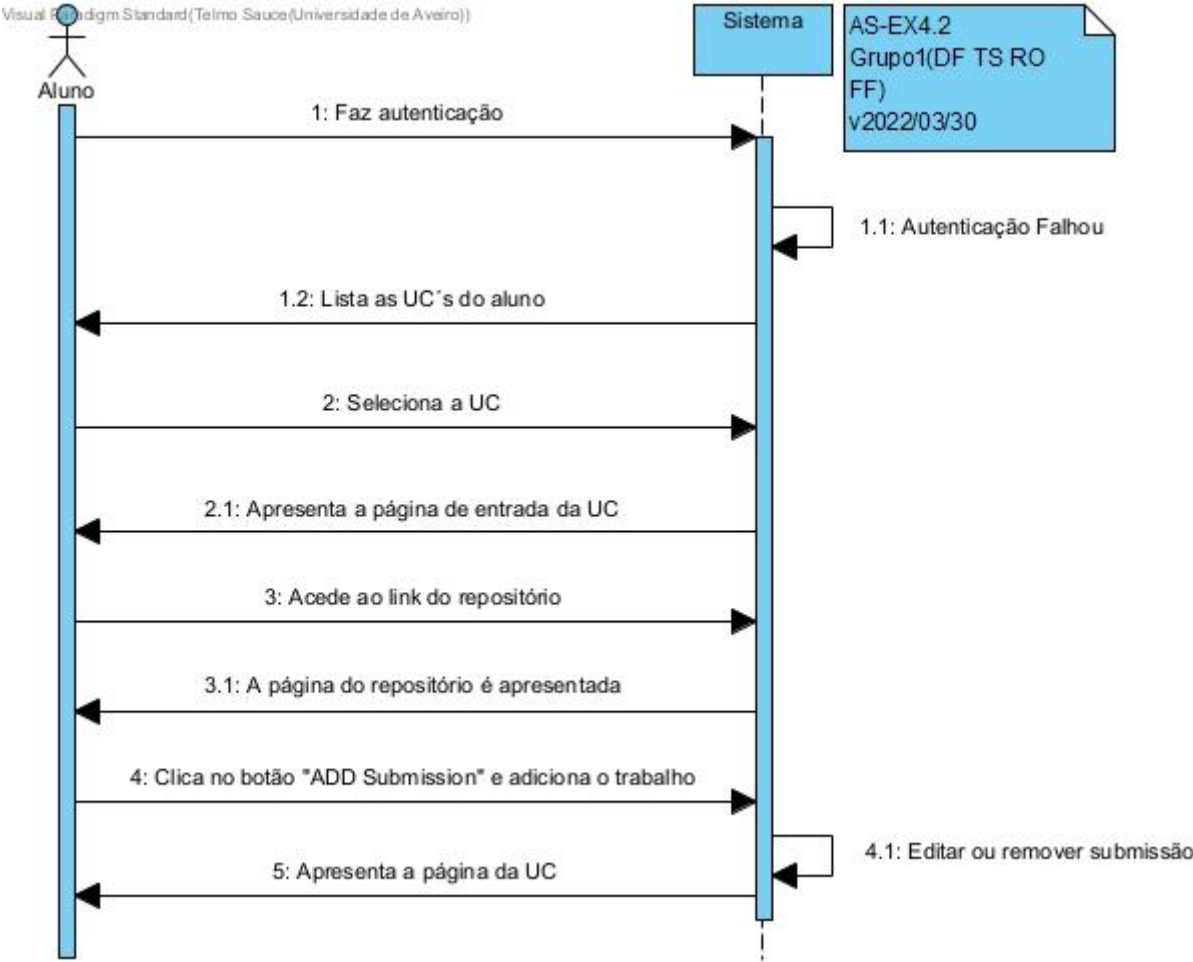 Visual Paradigm Standard(Telmo Sauce(Universidade de Aveiro))
Aluno
Sistema
AS-EX4.2
Grupo1(DF TS RO
FF)
v2022/03/30
1: Faz autenticação
1.1: Autenticação Falhou
1.2: Lista as UC´s do aluno
2: Seleciona a UC
2.1: Apresenta a página de entrada da UC
3: Acede ao link do repositório
3.1: A página do repositório é apresentada
4: Clica no botão "ADD Submission" e adiciona o trabalho
4.1: Editar ou remover submissão
5: Apresenta a página da UC